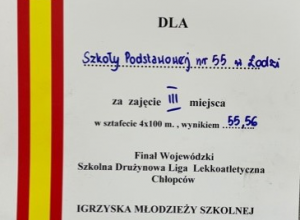 DLA
Szkoły Podstawowej nr 55 w Łodzi
za zajęcie III miejsca
w sztafecie 4x100 m. , wynikiem 55,56
Finał Wojewódzki
Szkolna Drużynowa Liga Lekkoatletyczna
Chłopców
IGRZYSKA MŁODZIEŻY SZKOLNEJ